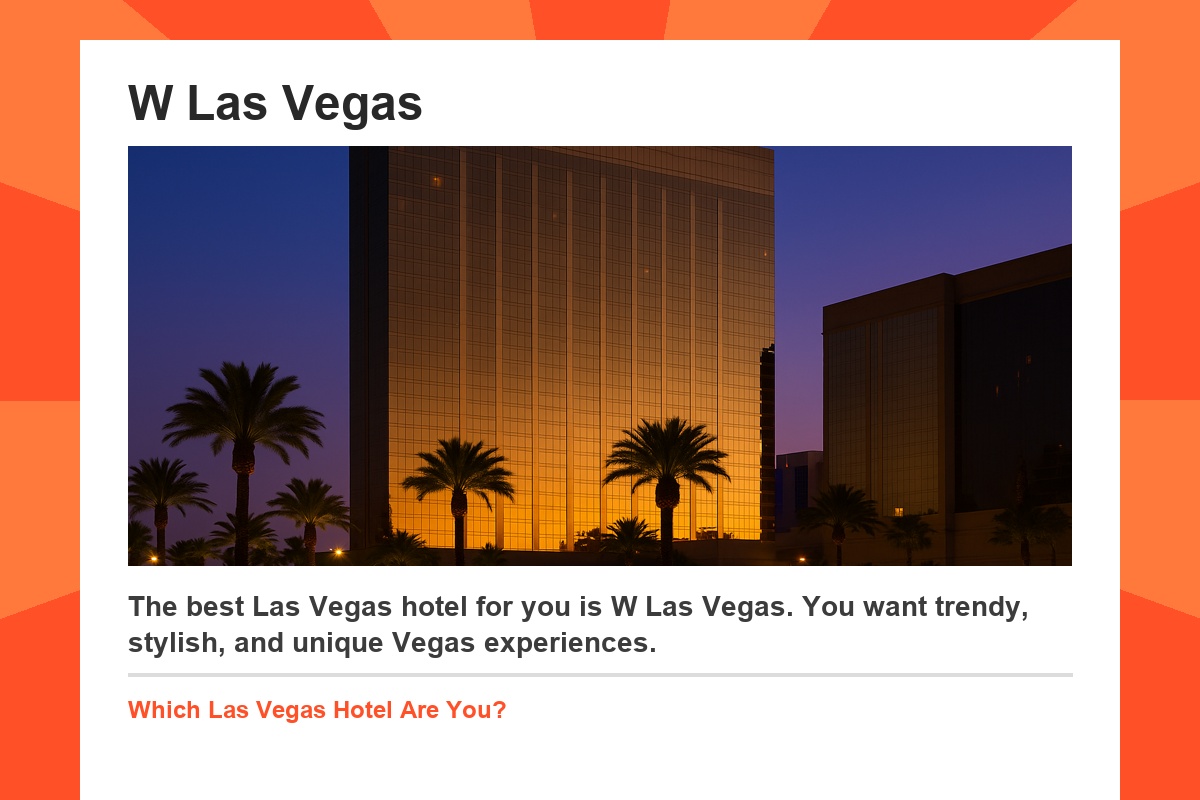 W Las Vegas
The best Las Vegas hotel for you is W Las Vegas. You want trendy,
stylish, and unique Vegas experiences.
Which Las Vegas Hotel Are You?